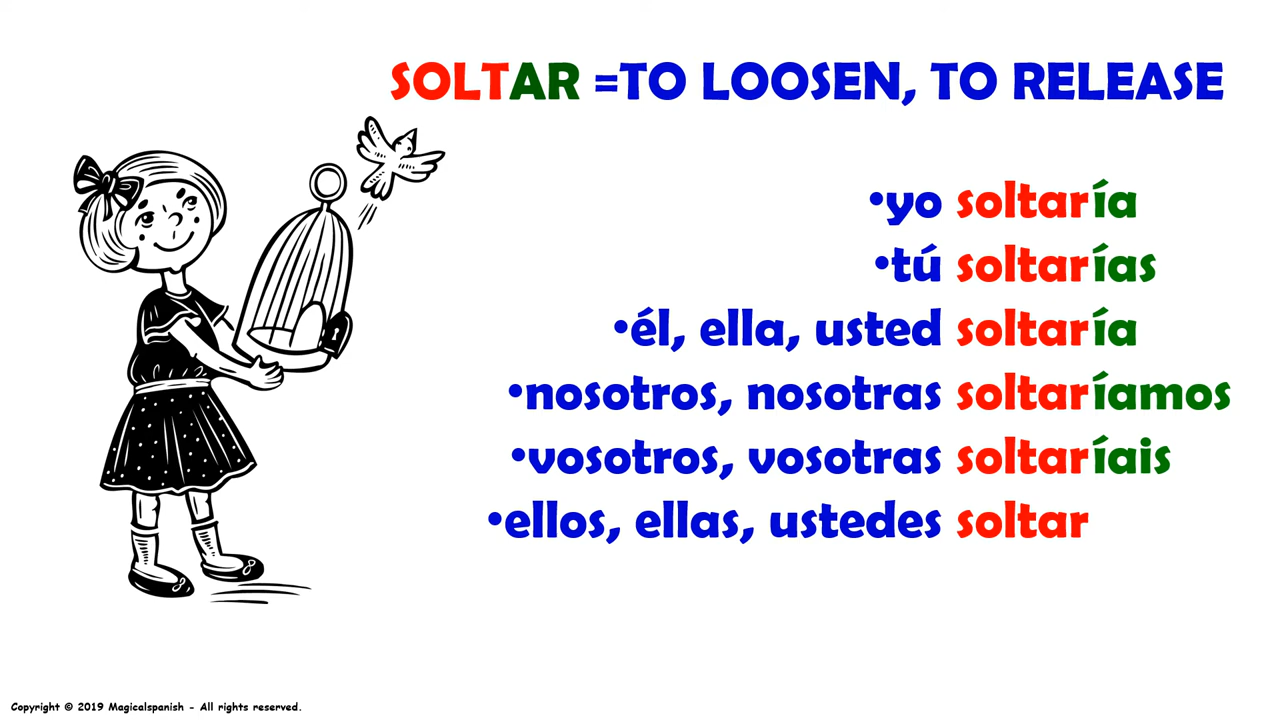 SOLTAR =TO LOOSEN, TO RELEASE
•yo soltaría
•tú soltarías
•él, ella, usted soltaría
•nosotros, nosotras soltaríamos
•vosotros, vosotras soltaríais
•ellos, ellas, ustedes soltar
Copyright © 2019 Magicalspanish - All rights reserved.